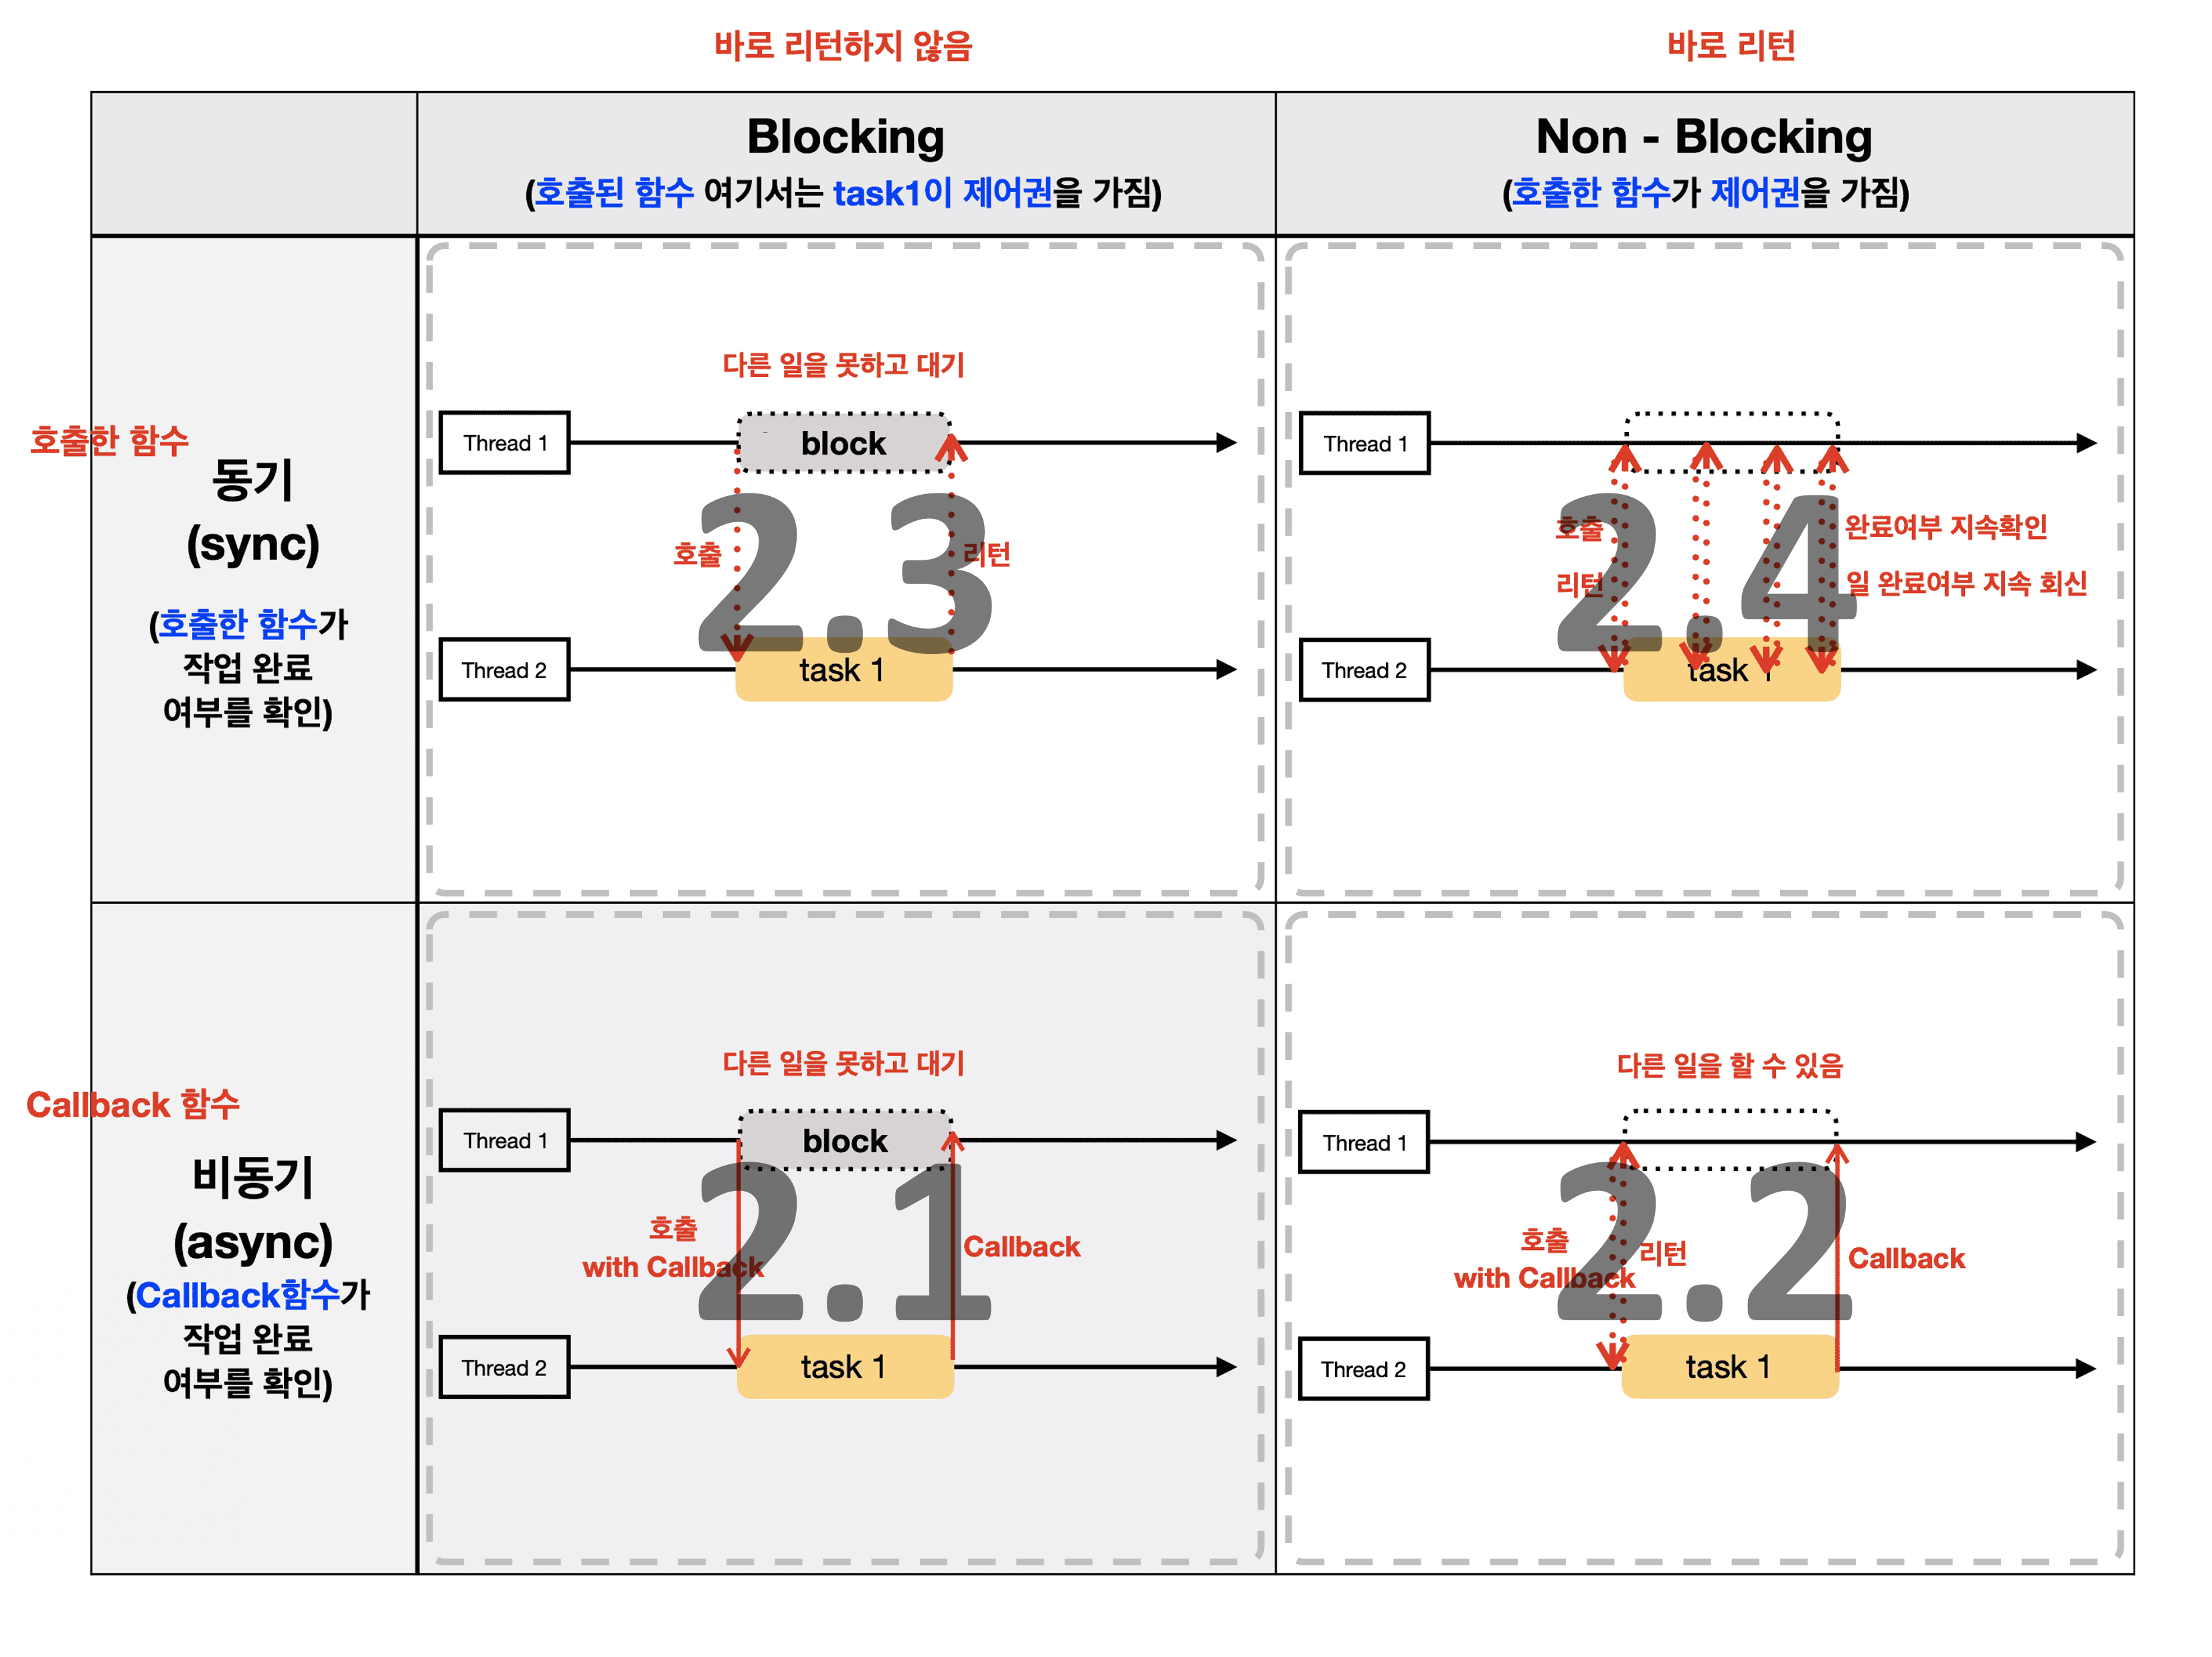 바로 리턴하지 않음
바로 리턴
Blocking
(호출된 함수 여기서는 task1이 제어권을 가짐)
Non - Blocking
(호출한 함수가 제어권을 가짐)
호출한 함수
동기
(sync)
(호출한 함수가
작업 완료
여부를 확인)
다른 일을 못하고 대기
Thread 1
block
2.3
호출
리턴
Thread 2
task 1
Thread 1
2.4
호출
리턴
완료여부 지속확인
일 완료여부 지속 회신
Thread 2
task 1
Callback 함수
비동기
(async)
(Callback함수가
작업 완료
여부를 확인)
다른 일을 못하고 대기
Thread 1
block
2.1
호출
with Callback
Callback
Thread 2
task 1
다른 일을 할 수 있음
Thread 1
2.2
호출
with Callback
리턴
Callback
Thread 2
task 1